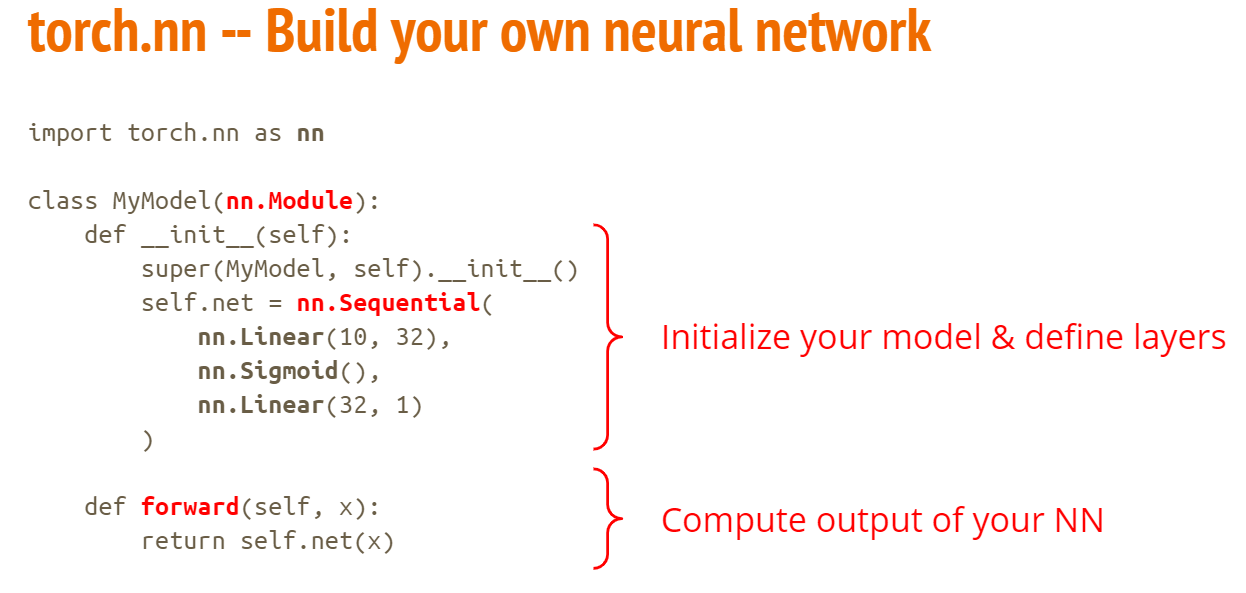 torch.nn -- Build your own neural network
import torch.nn as nn
class MyModel(nn.Module):
    def __init__(self):
        super(MyModel, self).__init__()
        self.net = nn.Sequential(
            nn.Linear(10, 32),
            nn.Sigmoid(),
            nn.Linear(32, 1)
        )
Initialize your model & define layers
    def forward(self, x):
        return self.net(x)
Compute output of your NN